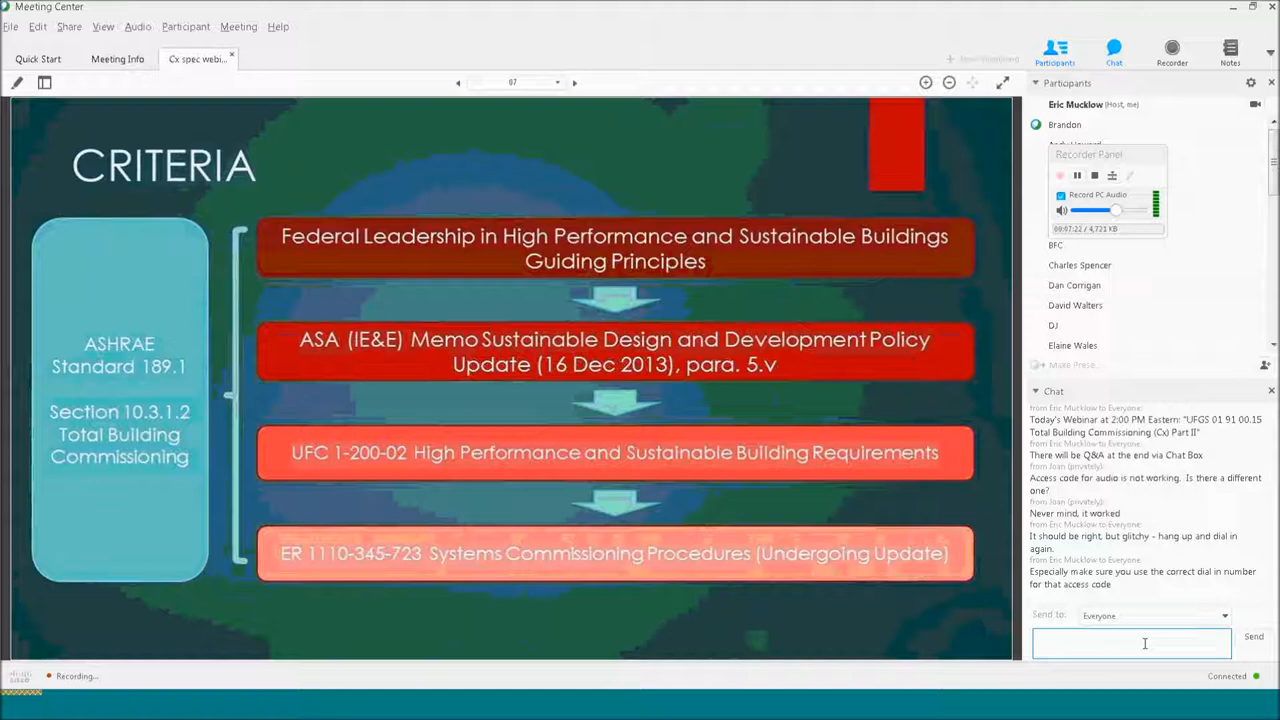 Meeting Center
File Edit Share View Audio Participant Meeting Help
Quick Start Meeting Info Cx spec webi...
Participants Chat Recorder Notes
07
CRITERIA
ASHRAE
Standard 189.1
Section 10.3.1.2
Total Building
Commissioning
Federal Leadership in High Performance and Sustainable Buildings
Guiding Principles
ASA (IE&E) Memo Sustainable Design and Development Policy
Update (16 Dec 2013), para. 5.v
UFC 1-200-02 High Performance and Sustainable Building Requirements
ER 1110-345-723 Systems Commissioning Procedures (Undergoing Update)
Participants
Eric Mucklow (Host, me)
Brandon
Recorder Panel
Record PC Audio
00:07:22 / 4,721 KB
BFC
Charles Spencer
Dan Corrigan
David Walters
DJ
Elaine Wales
Make Prese...
Chat
from Eric Mucklow to Everyone:
Today's Webinar at 2:00 PM Eastern: "UFGS 01 91 00.15
Total Building Commissioning (Cx) Part II"
from Eric Mucklow to Everyone:
There will be Q&A at the end via Chat Box
from Joan (privately):
Access code for audio is not working. Is there a different
one?
from Joan (privately):
Never mind, it worked
from Eric Mucklow to Everyone:
It should be right, but glitchy - hang up and dial in
again.
from Eric Mucklow to Everyone:
Especially make sure you use the correct dial in number
for that access code
Send to: Everyone
Send
Recording...
Connected